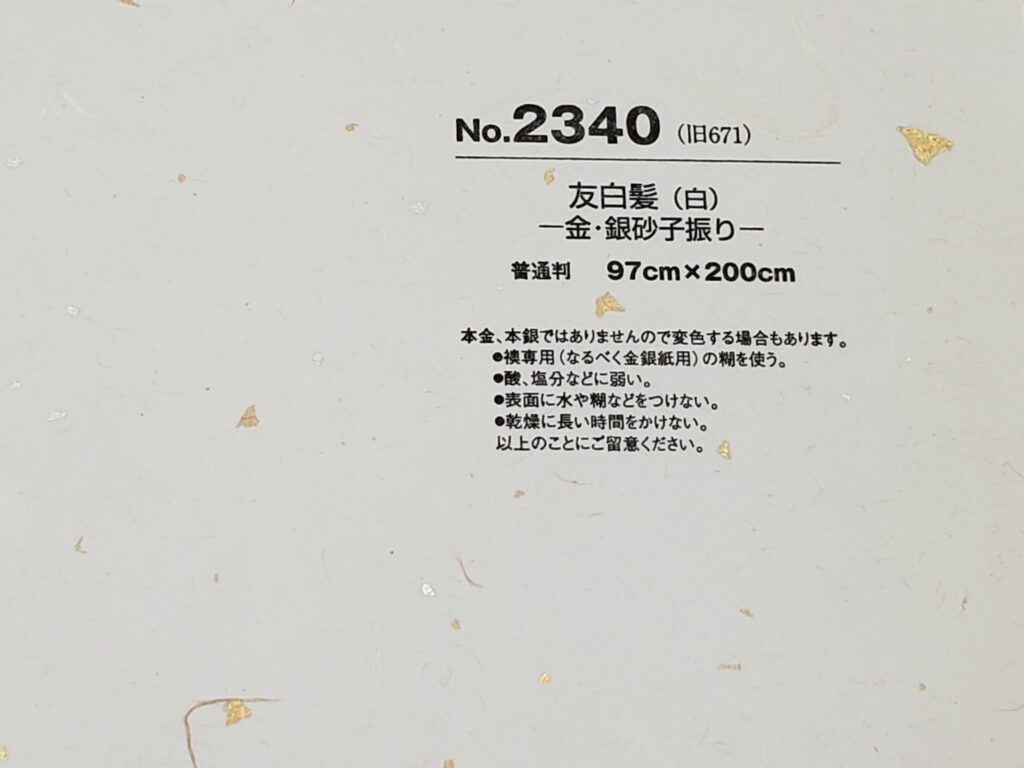 No.2340（旧671）
友白髪（白）
―金・銀砂子振り―
普通判　97cm×200cm
本金、本銀ではありませんので変色する場合もあります。
●襖専用（なるべく金銀紙用）の糊を使う。
●酸、塩分などに弱い。
●表面に水や糊などをつけない。
●乾燥に長い時間をかけない。
以上のことにご留意ください。